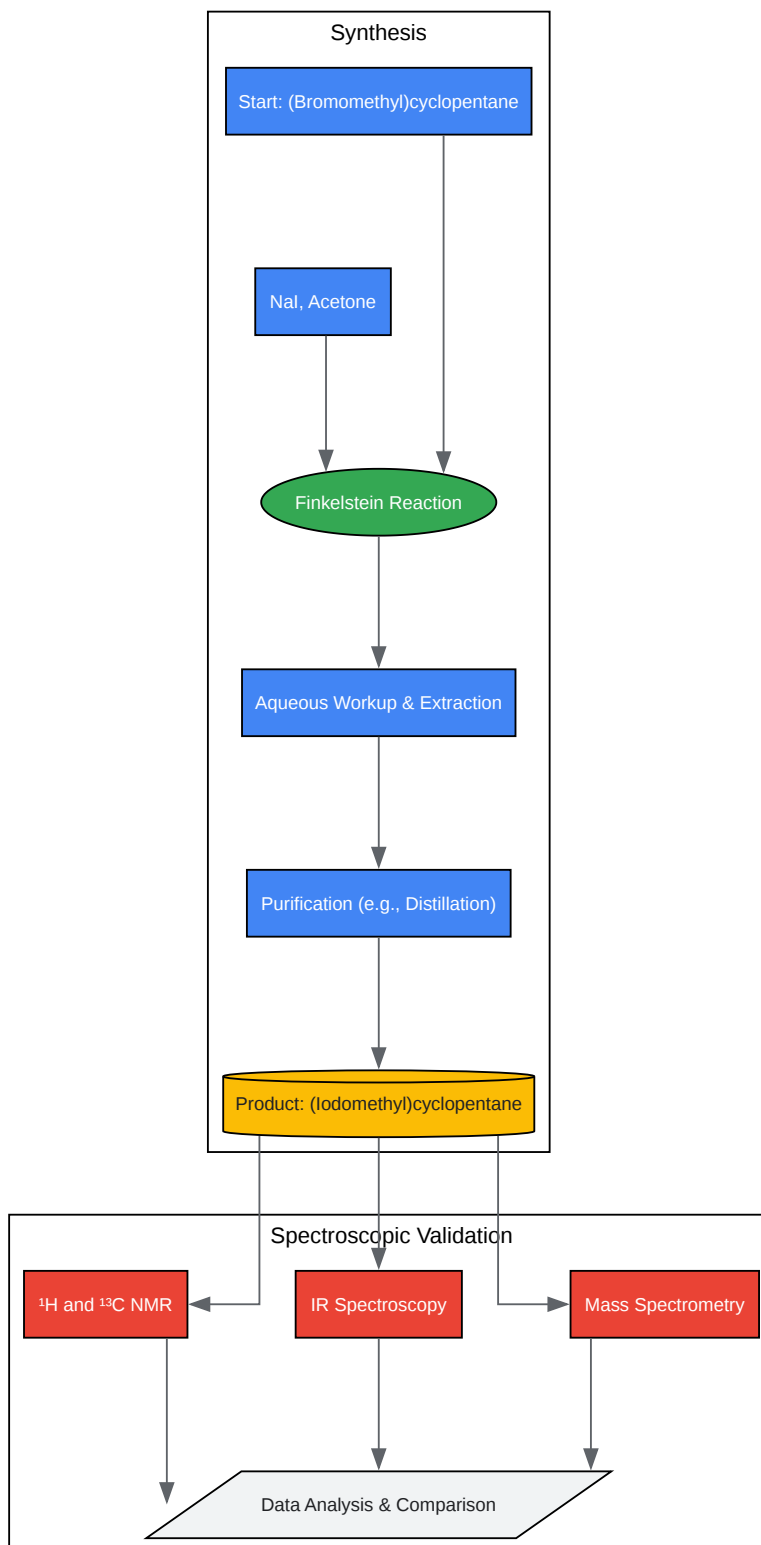 Synthesis
Start: (Bromomethyl)cyclopentane
NaI, Acetone
Finkelstein Reaction
Aqueous Workup & Extraction
Purification (e.g., Distillation)
Product: (Iodomethyl)cyclopentane
Spectroscopic Validation
¹H and ¹³C NMR
IR Spectroscopy
Mass Spectrometry
Data Analysis & Comparison